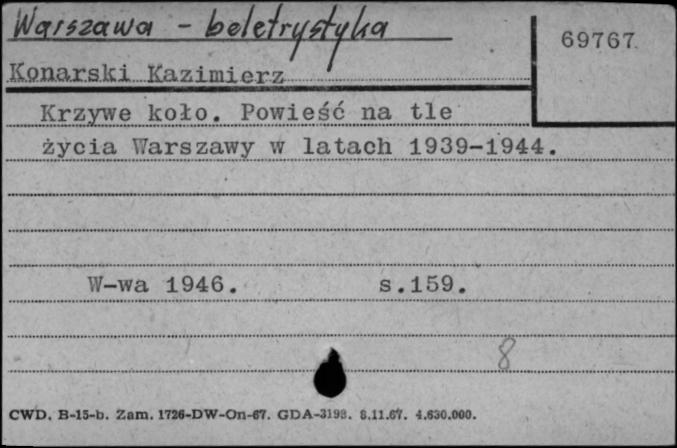 Warszawa - beletrystyka
69767
Konarski Kazimierz
Krzywe koło. Powieść na tle
życia Warszawy w latach 1939-1944.
W-wa 1946. s.159.
8
CWD. B-15-b. Zam. 1726-DW-On-67. GDA-3198. 8.11.67. 4.630.000.